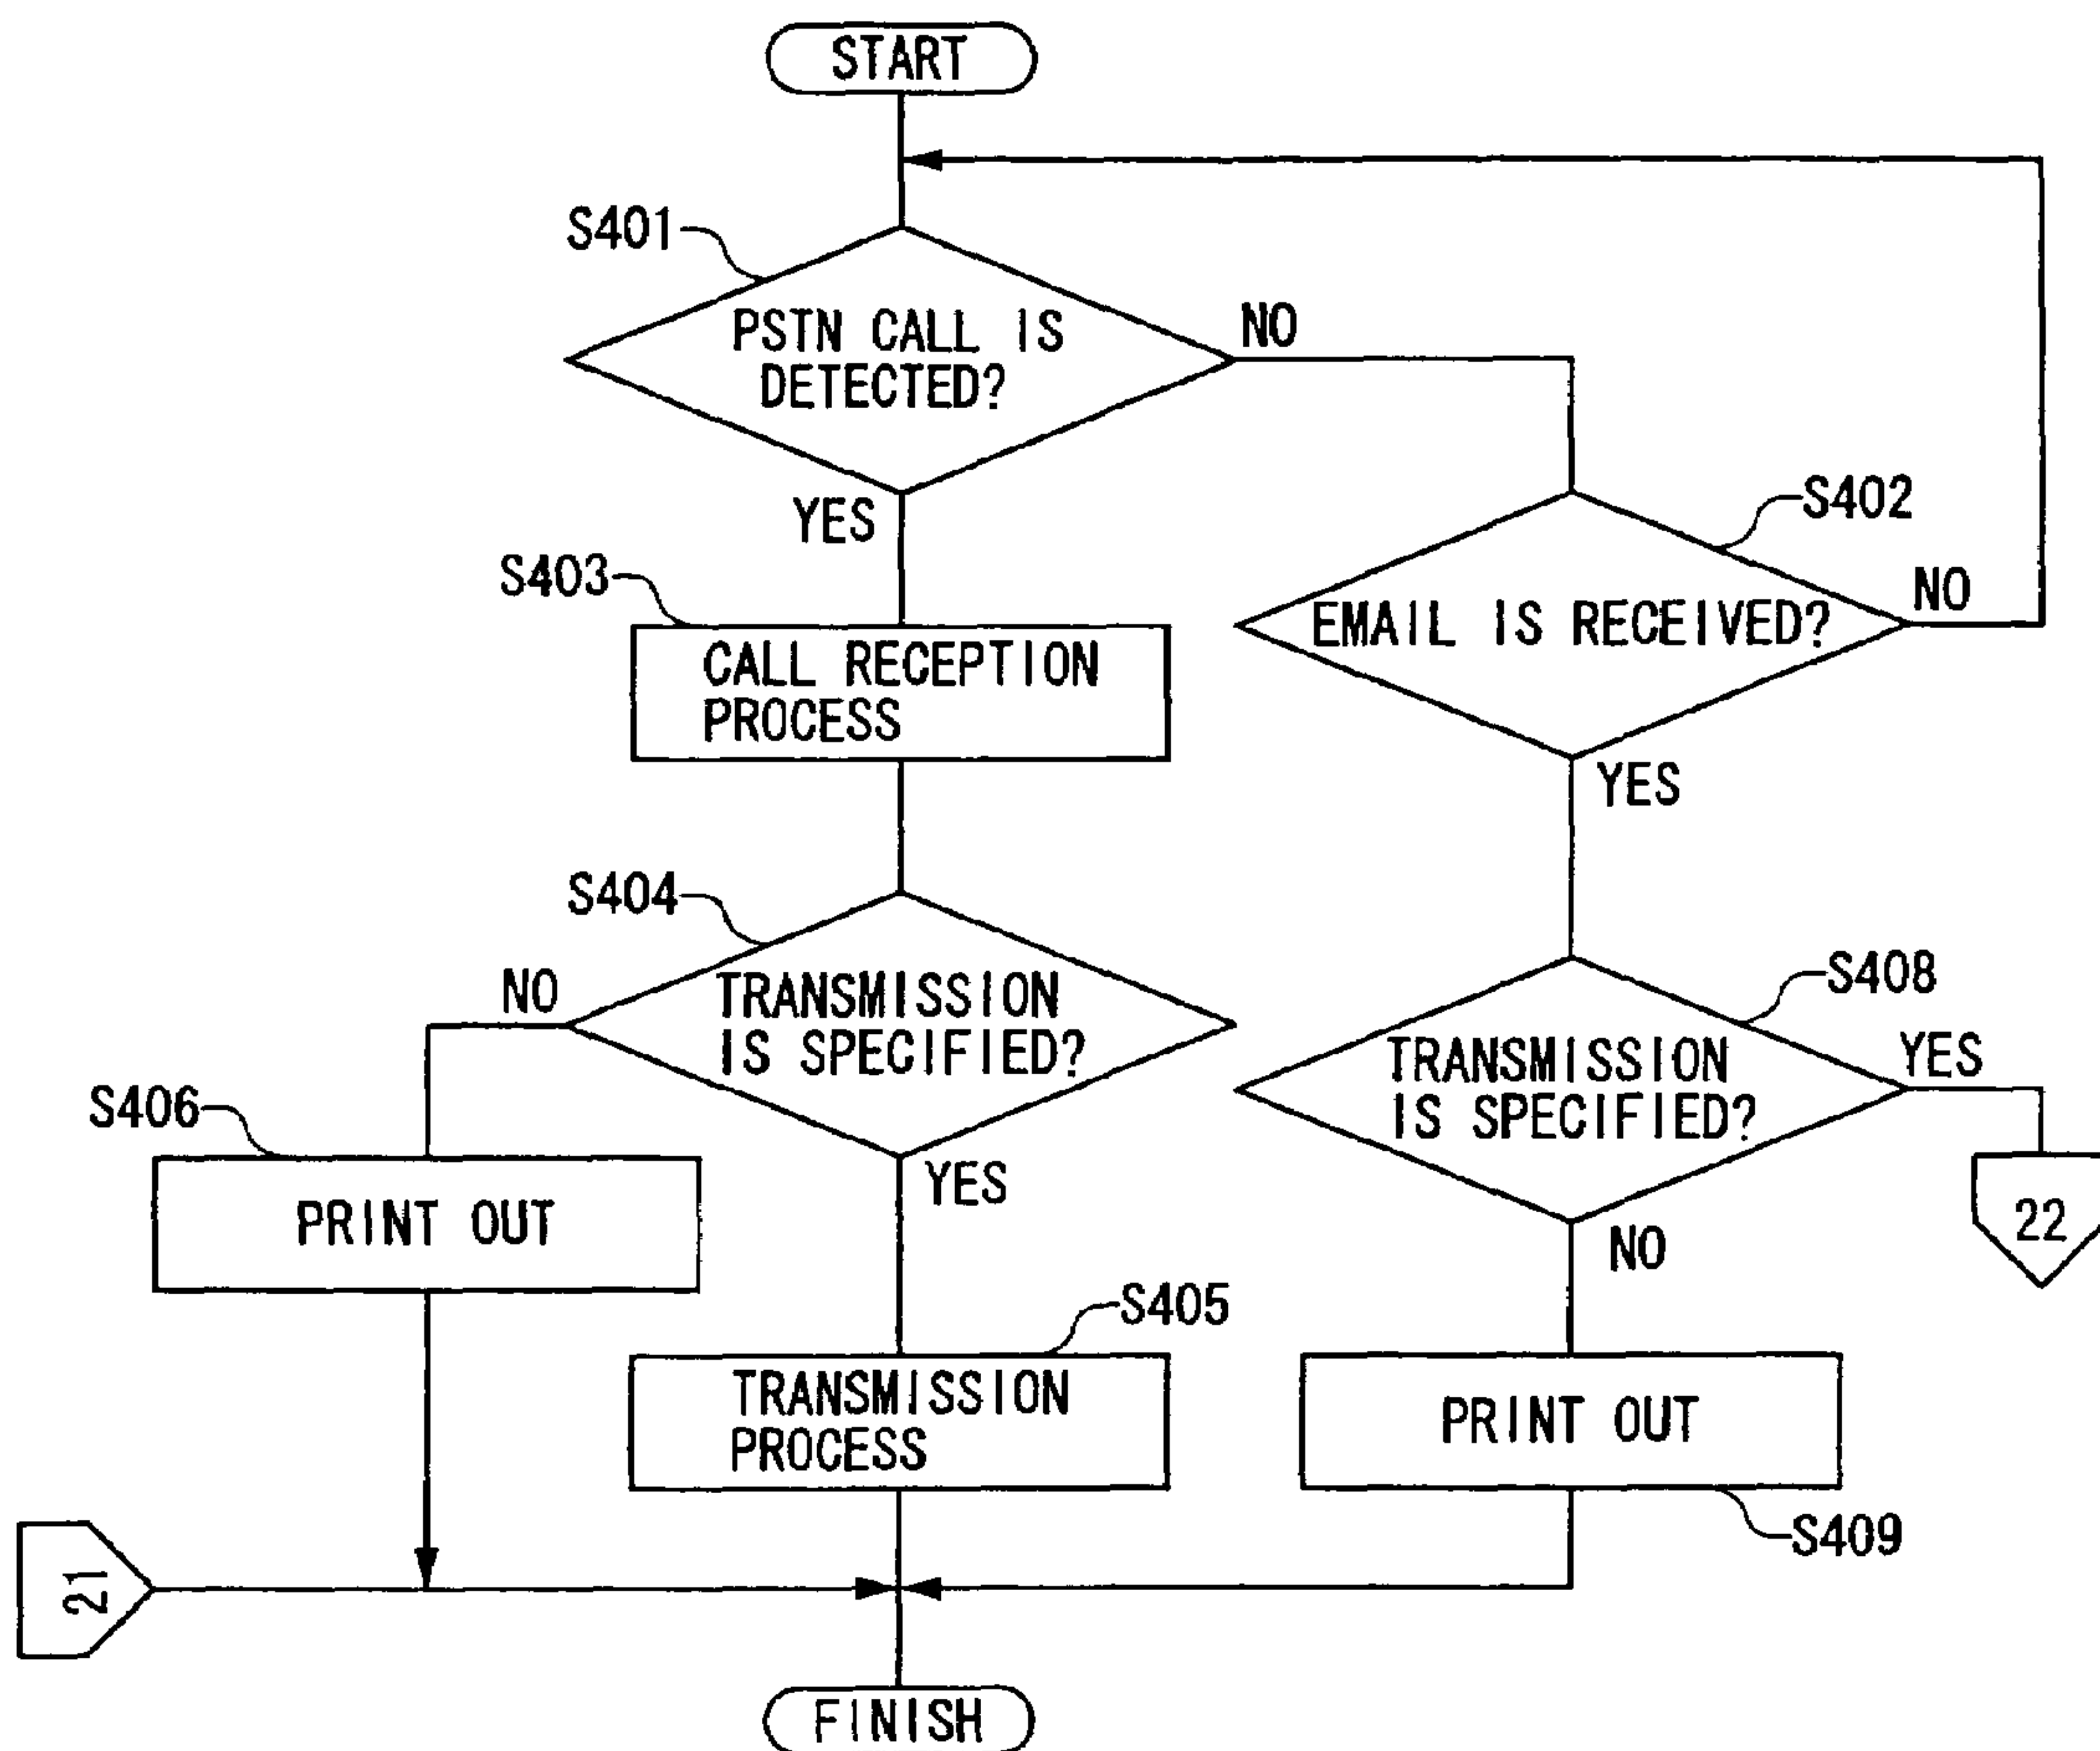 START
S401
PSTN CALL IS
DETECTED?
NO
YES
S402
EMAIL IS RECEIVED?
NO
YES
S403
CALL RECEPTION
PROCESS
S404
TRANSMISSION
IS SPECIFIED?
NO
YES
S408
TRANSMISSION
IS SPECIFIED?
YES
NO
22
S406
PRINT OUT
S405
TRANSMISSION
PROCESS
PRINT OUT
S409
21
FINISH